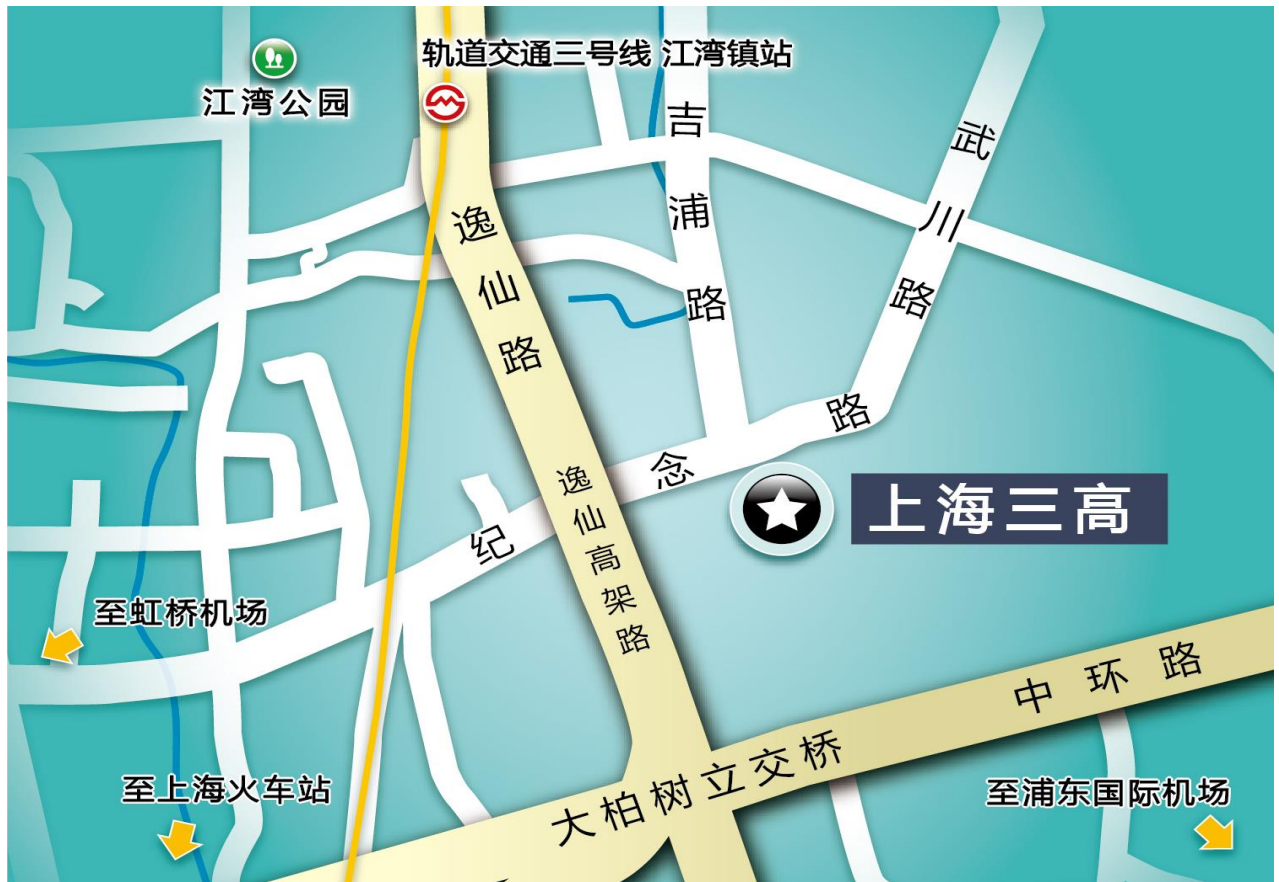 轨道交通三号线 江湾镇站
江湾公园
吉浦路
武川路
逸仙路
纪念路
逸仙高架路
上海三高
至虹桥机场
中环路
大柏树立交桥
至上海火车站
至浦东国际机场